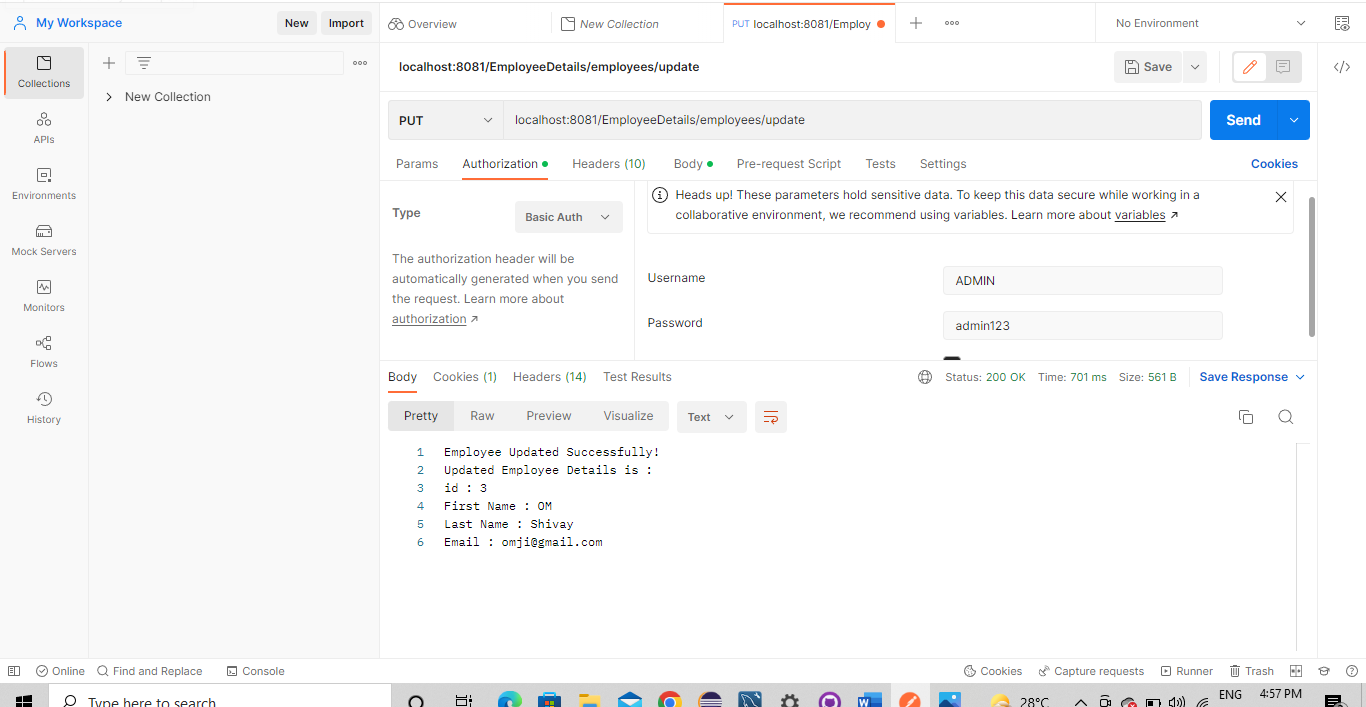 My Workspace
New
Import
Overview
New Collection
PUT localhost:8081/Employ
No Environment
Collections
New Collection
APIs
Environments
Mock Servers
Monitors
Flows
History
localhost:8081/EmployeeDetails/employees/update
Save
PUT
localhost:8081/EmployeeDetails/employees/update
Send
Params
Authorization
Headers (10)
Body
Pre-request Script
Tests
Settings
Cookies
Type
Basic Auth
The authorization header will be
automatically generated when you send
the request. Learn more about
authorization ↗
Heads up! These parameters hold sensitive data. To keep this data secure while working in a
collaborative environment, we recommend using variables. Learn more about variables ↗
Username
ADMIN
Password
admin123
Body
Cookies (1)
Headers (14)
Test Results
Status: 200 OK
Time: 701 ms
Size: 561 B
Save Response
Pretty
Raw
Preview
Visualize
Text
1 Employee Updated Successfully!
2 Updated Employee Details is :
3 id : 3
4 First Name : OM
5 Last Name : Shivay
6 Email : omji@gmail.com
Online
Find and Replace
Console
Cookies
Capture requests
Runner
Trash
Type here to search
28°C
ENG
4:57 PM